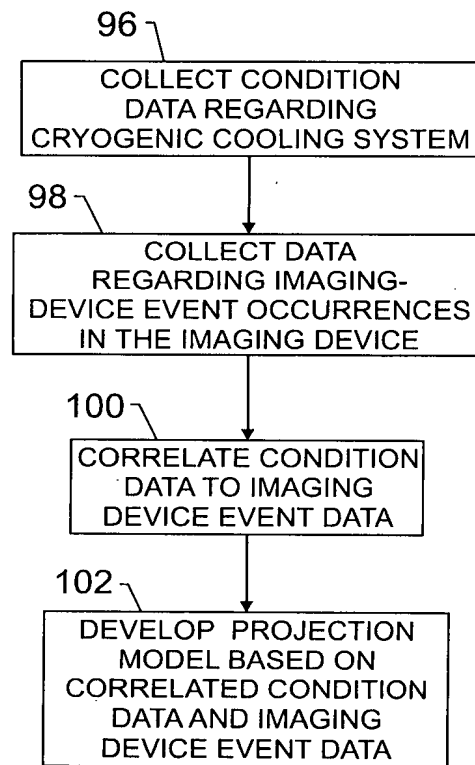 96
COLLECT CONDITION
DATA REGARDING
CRYOGENIC COOLING SYSTEM
98
COLLECT DATA
REGARDING IMAGING-
DEVICE EVENT OCCURRENCES
IN THE IMAGING DEVICE
100
CORRELATE CONDITION
DATA TO IMAGING
DEVICE EVENT DATA
102
DEVELOP PROJECTION
MODEL BASED ON
CORRELATED CONDITION
DATA AND IMAGING
DEVICE EVENT DATA